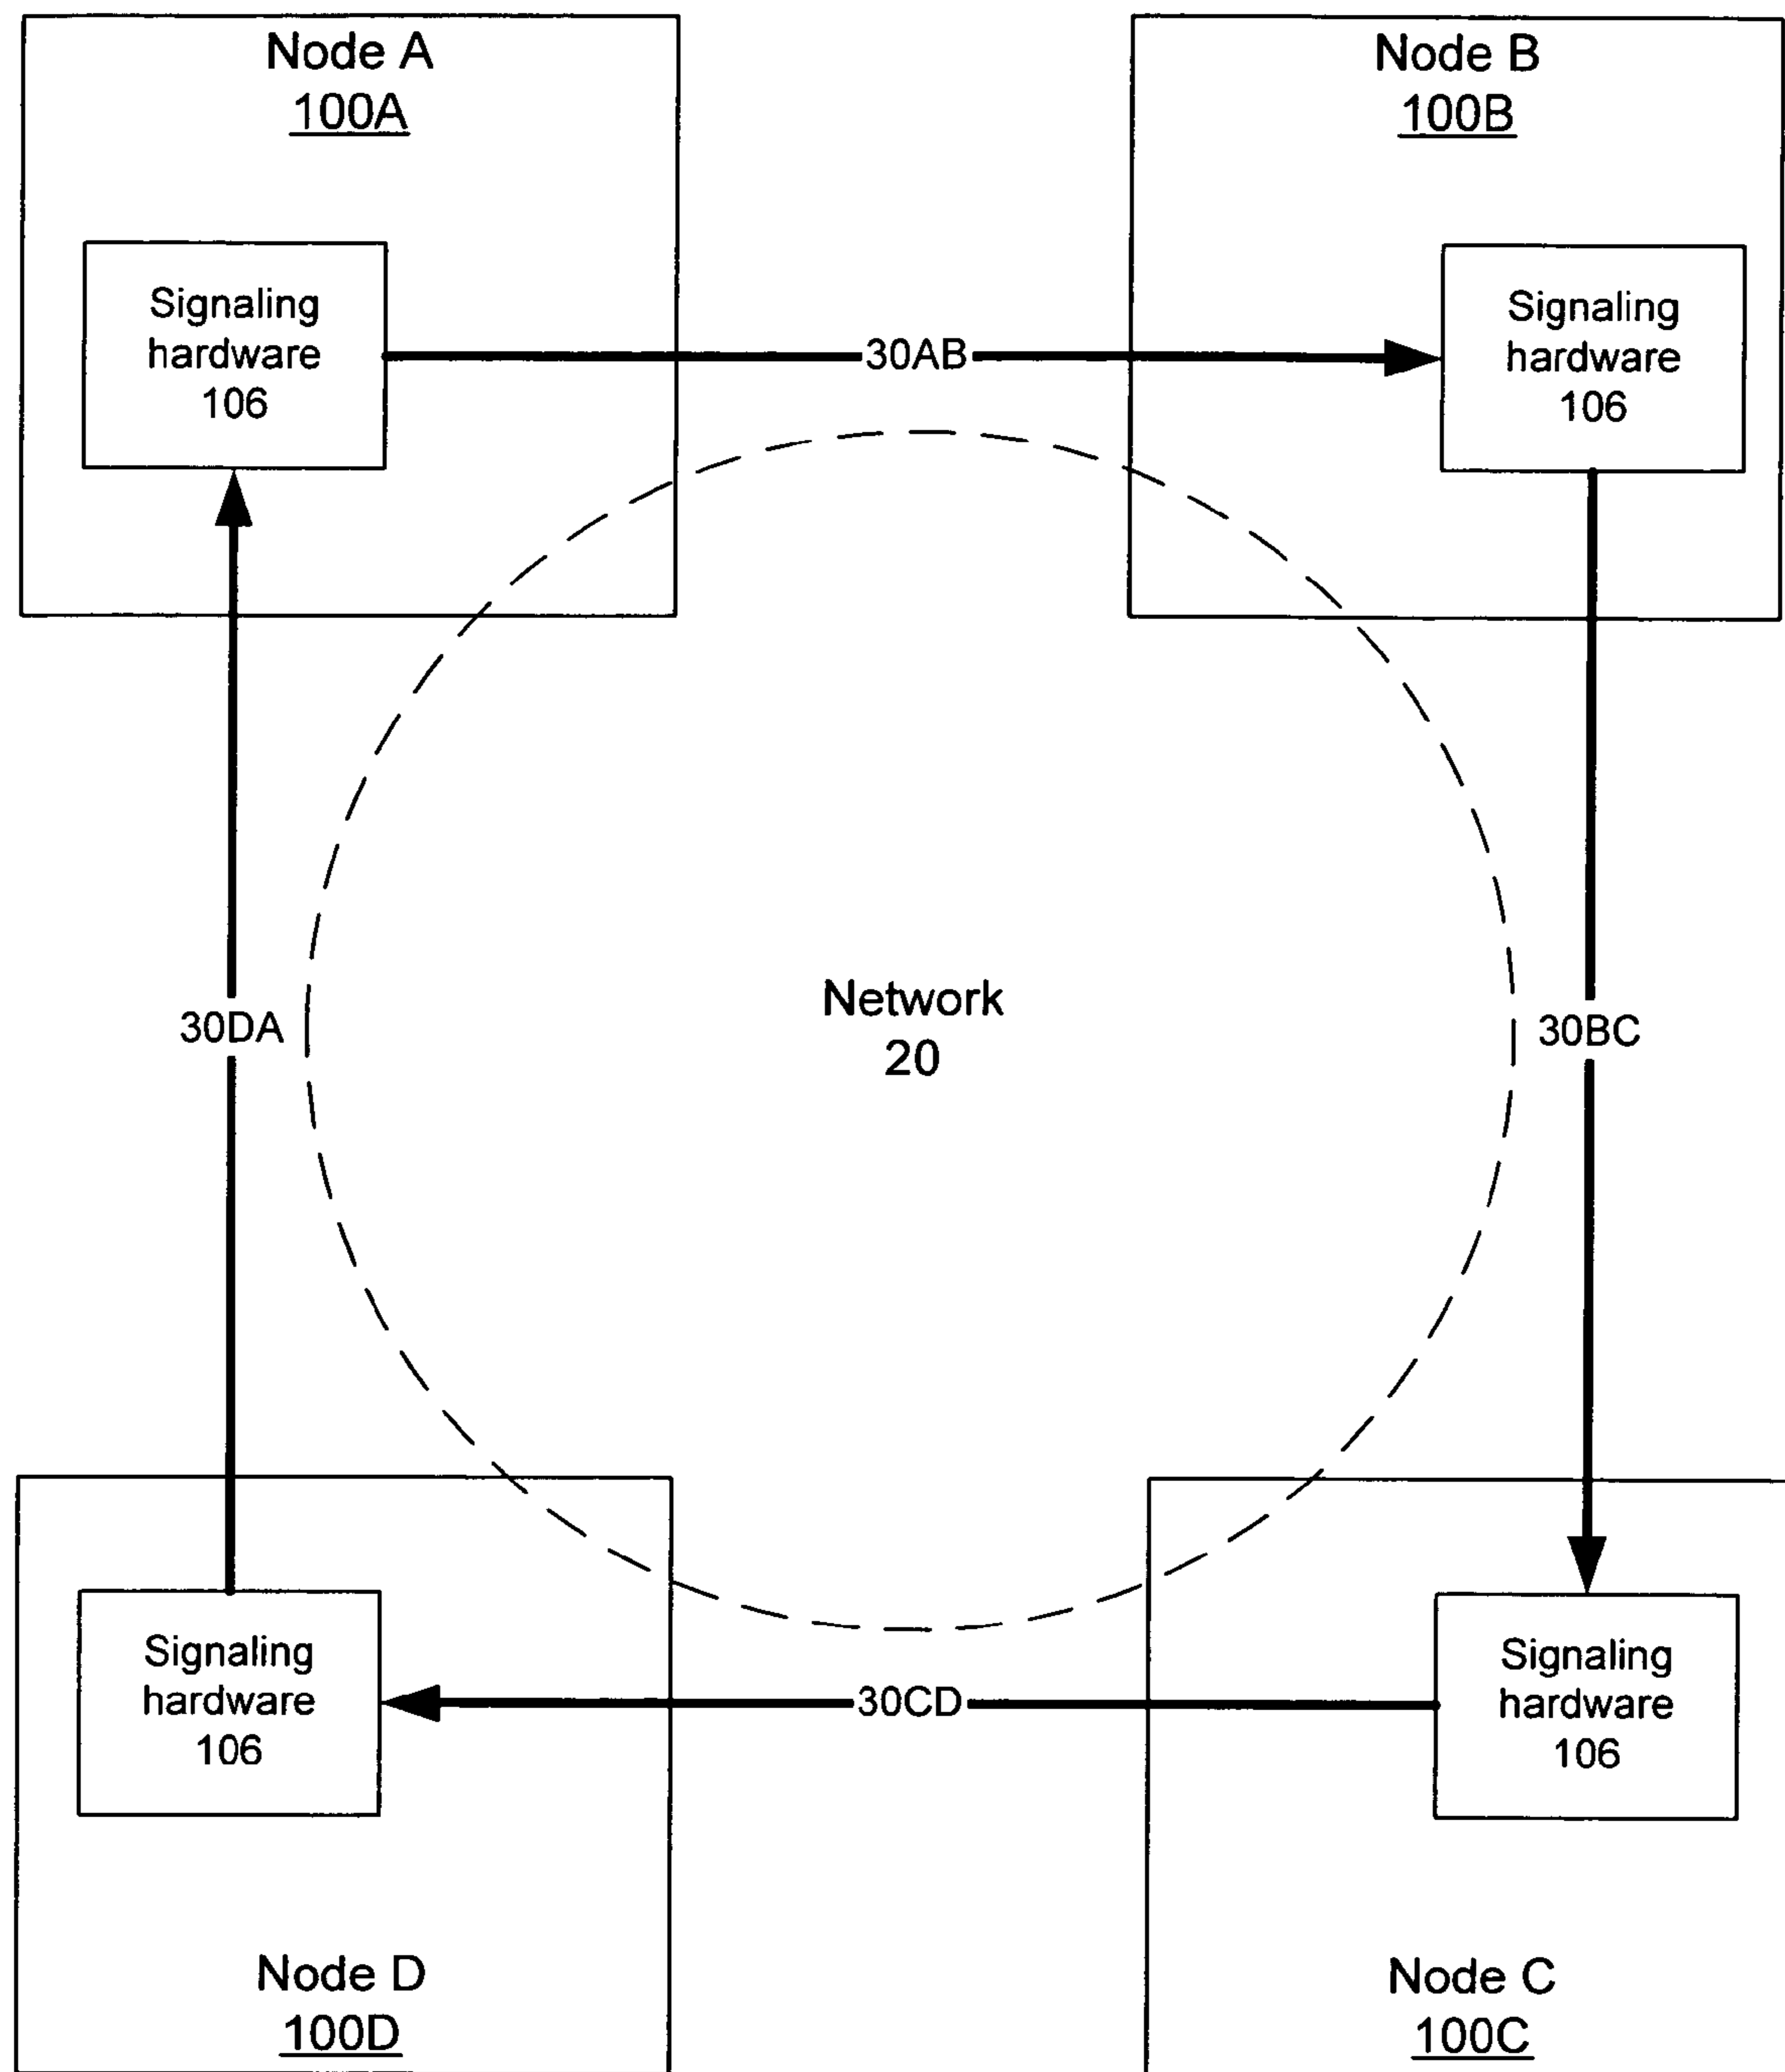 Node A
100A
Node B
100B
Signaling
hardware
106
Signaling
hardware
106
30AB
Network
20
30DA
30BC
Signaling
hardware
106
Signaling
hardware
106
30CD
Node D
100D
Node C
100C